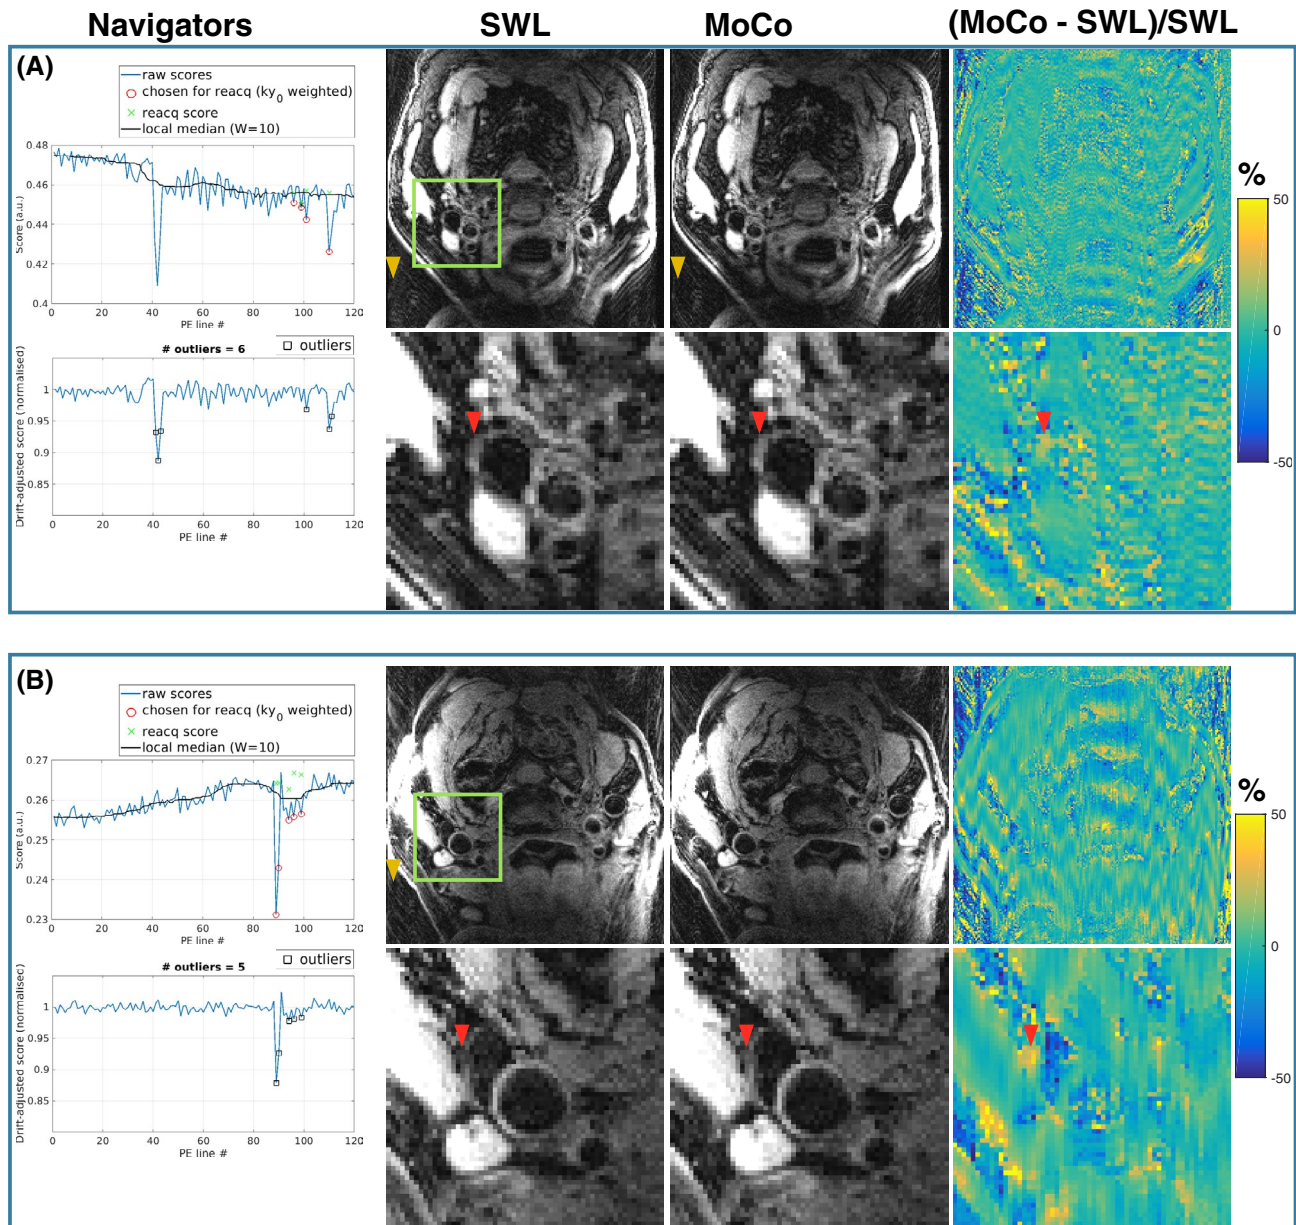 Navigators SWL MoCo (MoCo - SWL)/SWL
(A)
raw scores
chosen for reacq (ky0 weighted)
reacq score
local median (W=10)
Score (a.u.)
0.48
0.46
0.44
0.42
0.4
0 20 40 60 80 100 120
PE line #
# outliers = 6
outliers
Drift-adjusted score (normalised)
1
0.95
0.9
0.85
0 20 40 60 80 100 120
PE line #
%
50
0
-50
(B)
raw scores
chosen for reacq (ky0 weighted)
reacq score
local median (W=10)
Score (a.u.)
0.27
0.26
0.25
0.24
0.23
0 20 40 60 80 100 120
PE line #
# outliers = 5
outliers
Drift-adjusted score (normalised)
1
0.95
0.9
0.85
0 20 40 60 80 100 120
PE line #
%
50
0
-50